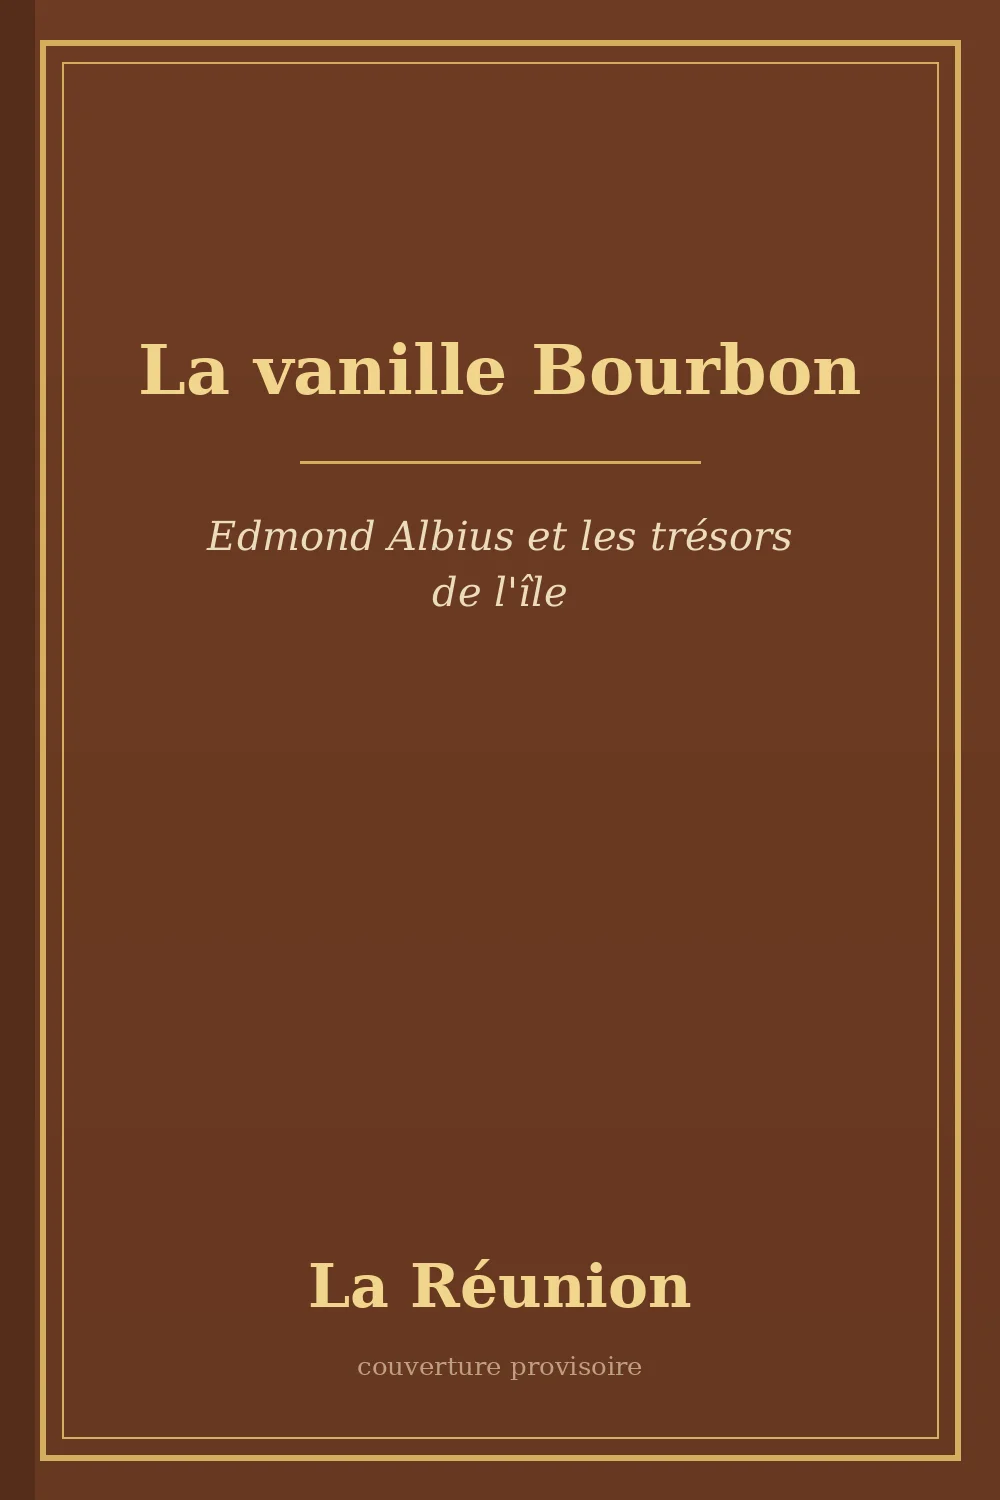 La vanille Bourbon
Edmond Albius et les trésors
de l'île
La Réunion
couverture provisoire